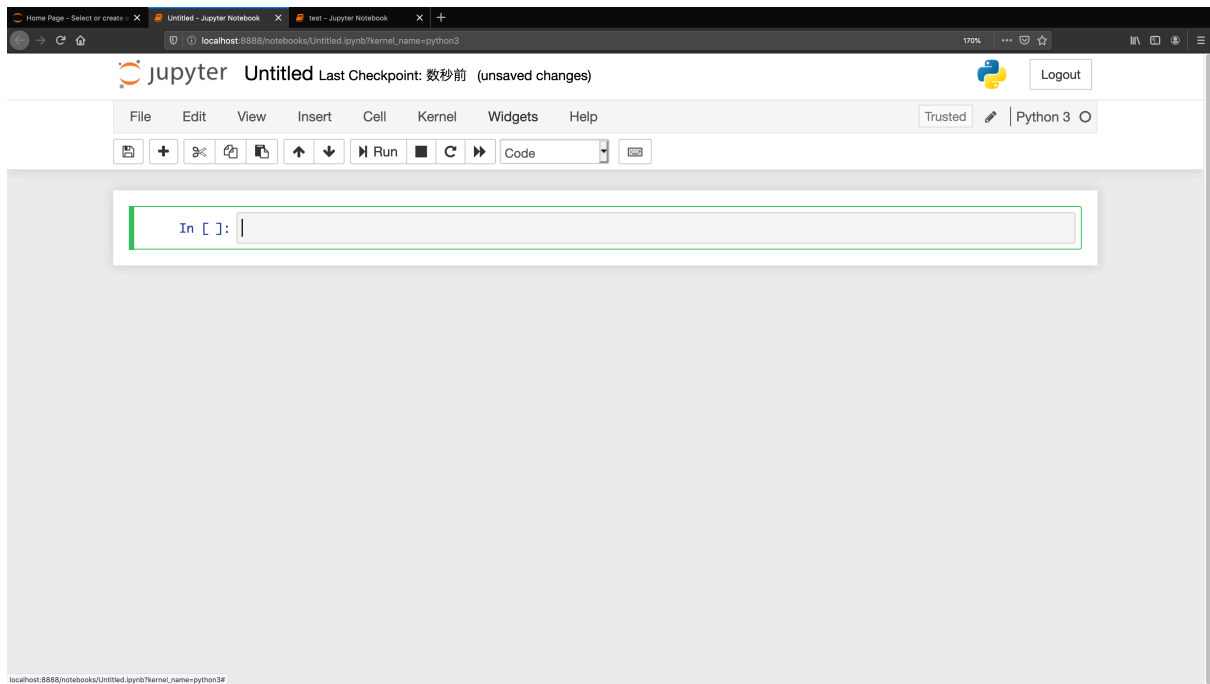 Home Page - Select or create a
Untitled - Jupyter Notebook
test - Jupyter Notebook
localhost:8888/notebooks/Untitled.ipynb?kernel_name=python3
170%
jupyter Untitled Last Checkpoint: 数秒前 (unsaved changes)
Logout
File Edit View Insert Cell Kernel Widgets Help
Trusted
Python 3
Run
Code
In [ ]:
localhost:8888/notebooks/Untitled.ipynb?kernel_name=python3#